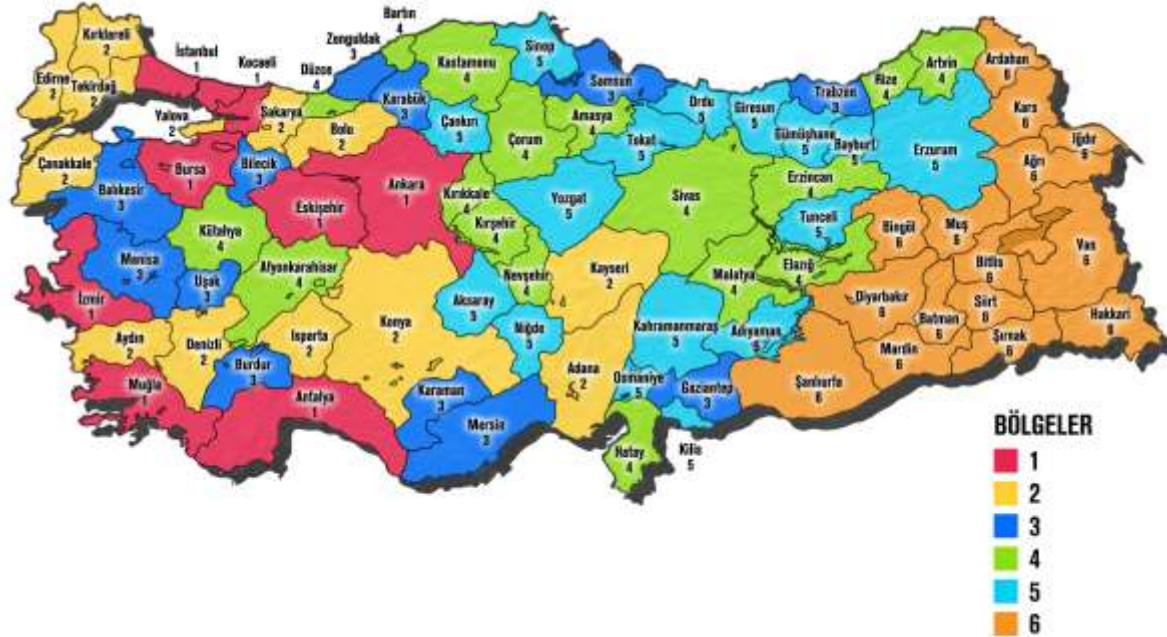 Bartın
4
Kırklareli
2
İstanbul
1
Kocaeli
1
Zonguldak
3
Düzce
4
Kastamonu
4
Sinop
5
Samsun
3
Edirne
2
Tekirdağ
2
Yalova
2
Sakarya
2
Bolu
2
Karabük
3
Çankırı
5
Çorum
4
Amasya
4
Tokat
5
Ordu
5
Giresun
5
Trabzon
3
Gümüşhane
5
Bayburt
5
Rize
4
Artvin
4
Ardahan
6
Kars
6
Iğdır
6
Ağrı
6
Erzurum
5
Erzincan
4
Çanakkale
2
Balıkesir
3
Bursa
1
Bilecik
3
Eskişehir
1
Ankara
1
Kırıkkale
4
Kırşehir
4
Yozgat
5
Sivas
4
Tunceli
5
Bingöl
6
Muş
6
Bitlis
6
Van
6
Manisa
3
Kütahya
4
Uşak
3
Afyonkarahisar
4
İzmir
1
Aydın
2
Denizli
2
Isparta
2
Burdur
3
Konya
2
Aksaray
5
Nevşehir
4
Niğde
5
Kayseri
2
Malatya
4
Elazığ
4
Diyarbakır
6
Batman
6
Siirt
6
Hakkari
6
Şırnak
6
Mardin
6
Şanlıurfa
6
Adıyaman
Kahramanmaraş
5
Adana
2
Osmaniye
5
Gaziantep
3
Kilis
5
Hatay
4
Muğla
1
Antalya
1
Karaman
3
Mersin
3
BÖLGELER
1
2
3
4
5
6